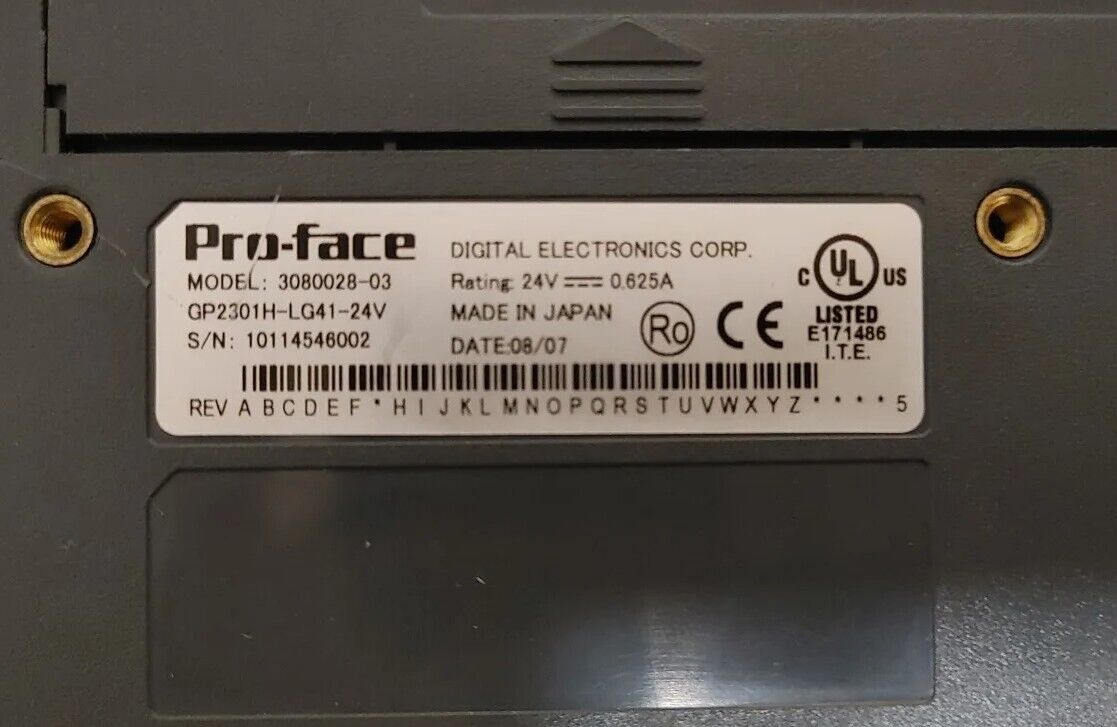 Pro-face DIGITAL ELECTRONICS CORP.
MODEL: 3080028-03 Rating: 24V 0.625A
GP2301H-LG41-24V MADE IN JAPAN
S/N: 10114546002 DATE:08/07
Ro CE
C UL US
LISTED
E171486
I.T.E.
REV A B C D E F * H I J K L M N O P Q R S T U V W X Y Z * * * * 5